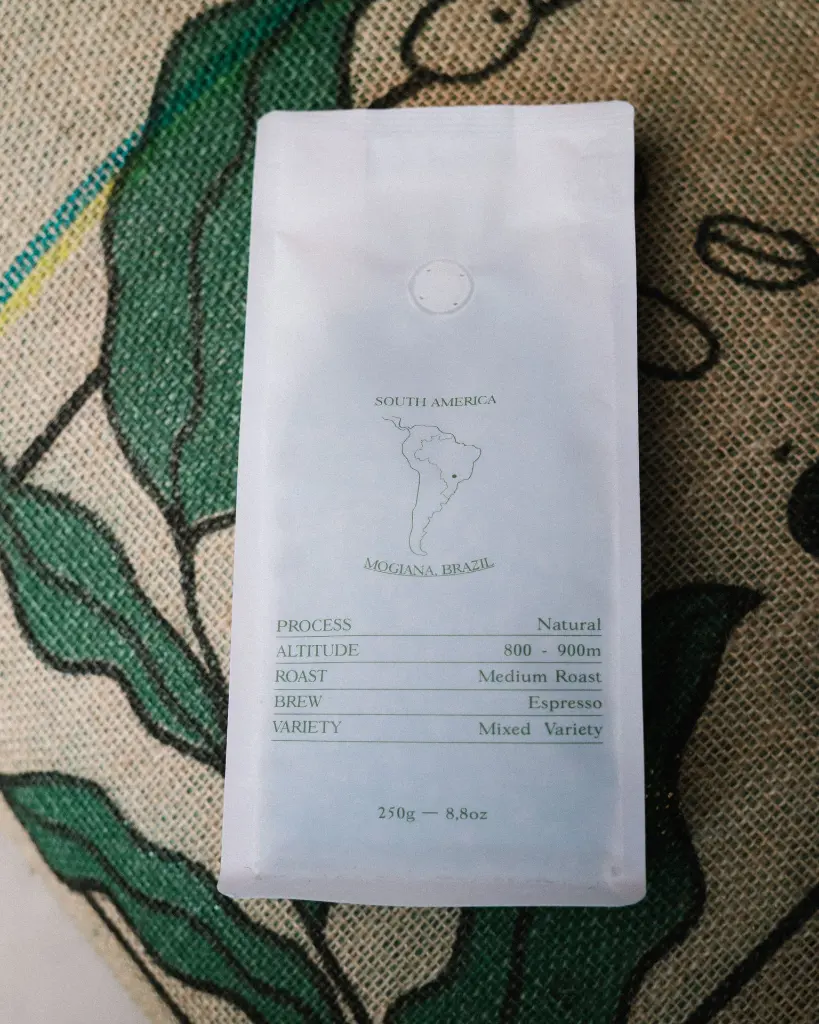 SOUTH AMERICA
MOGIANA, BRAZIL
PROCESS Natural
ALTITUDE 800 - 900m
ROAST Medium Roast
BREW Espresso
VARIETY Mixed Variety
250g — 8,8oz